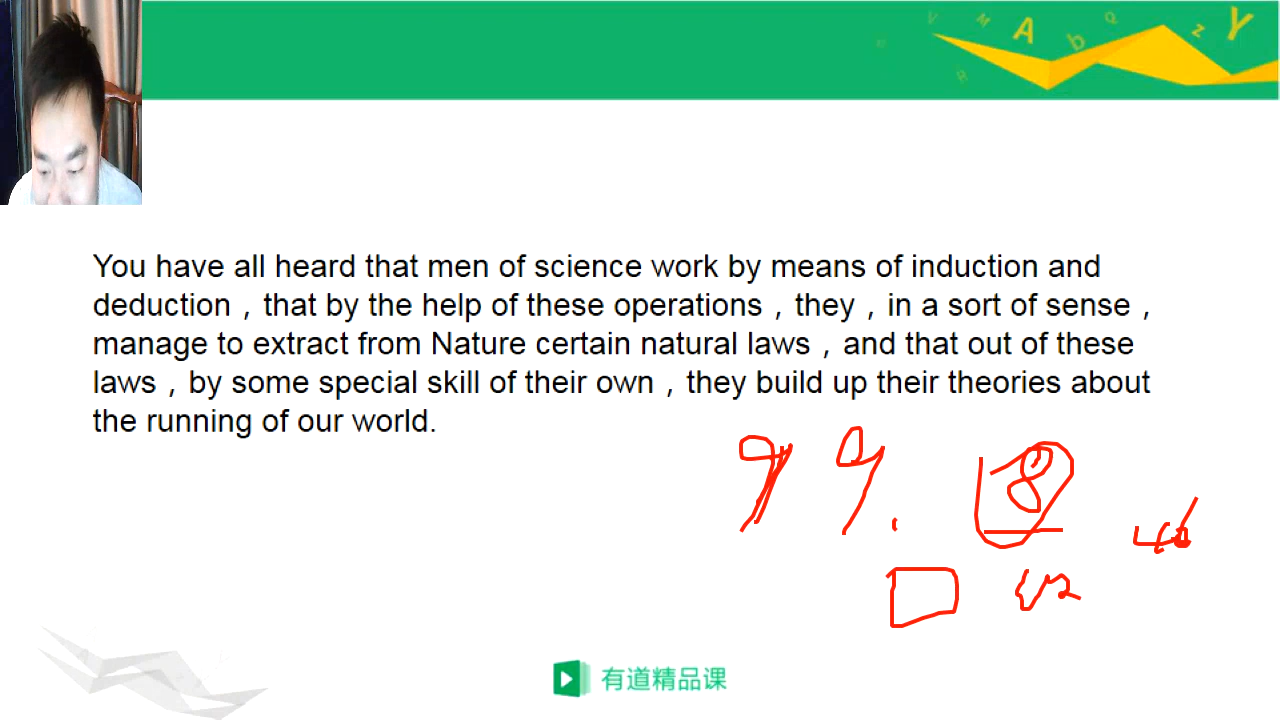 You have all heard that men of science work by means of induction and
deduction，that by the help of these operations，they，in a sort of sense，
manage to extract from Nature certain natural laws，and that out of these
laws，by some special skill of their own，they build up their theories about
the running of our world.
99.18
有道精品课